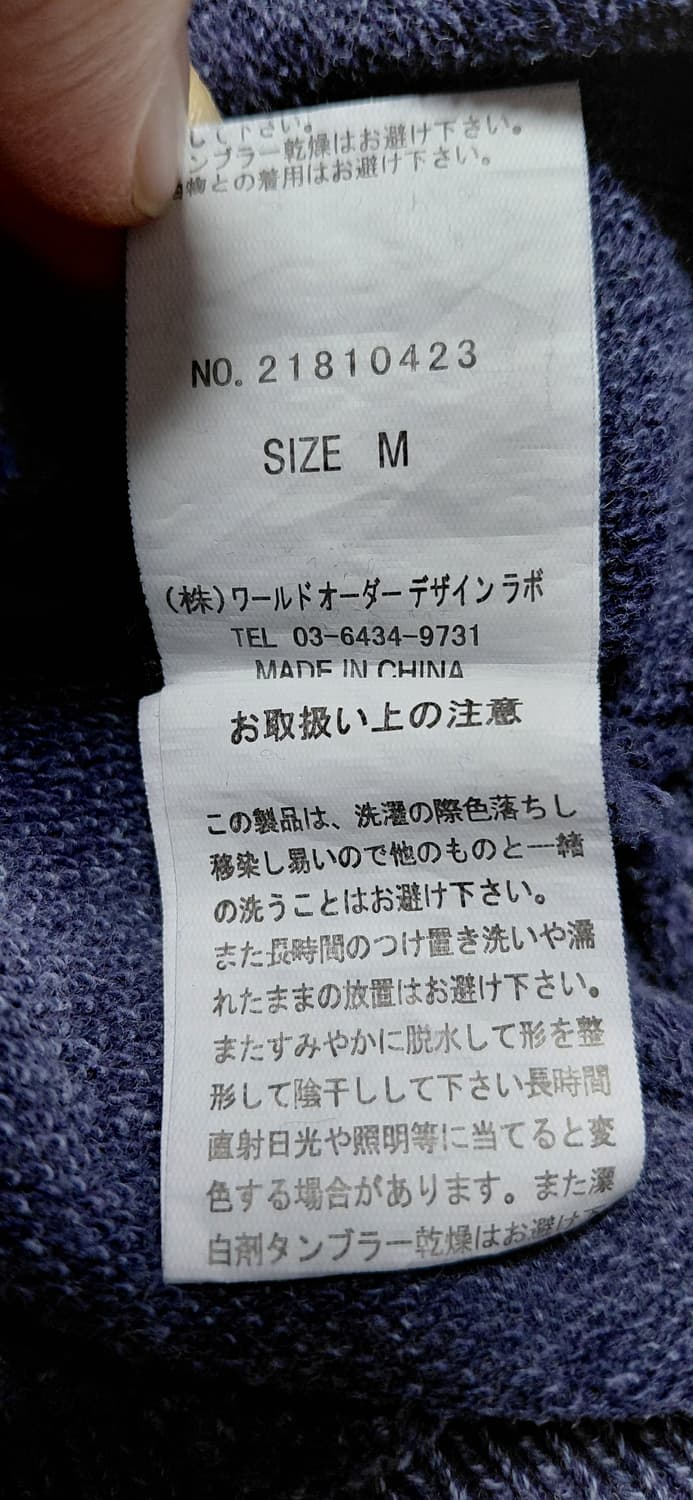 して下さい。
ンブラー乾燥はお避け下さい。
物との着用はお避け下さい。
NO. 21810423
SIZE M
(株)ワールドオーダーデザインラボ
TEL 03-6434-9731
MADE IN CHINA
お取扱い上の注意
この製品は、洗濯の際色落ちし
移染し易いので他のものと一緒
の洗うことはお避け下さい。
また長時間のつけ置き洗いや濡
れたままの放置はお避け下さい。
またすみやかに脱水して形を整
形して陰干しして下さい長時間
直射日光や照明等に当てると変
色する場合があります。また漂
白剤タンブラー乾燥はお避け下